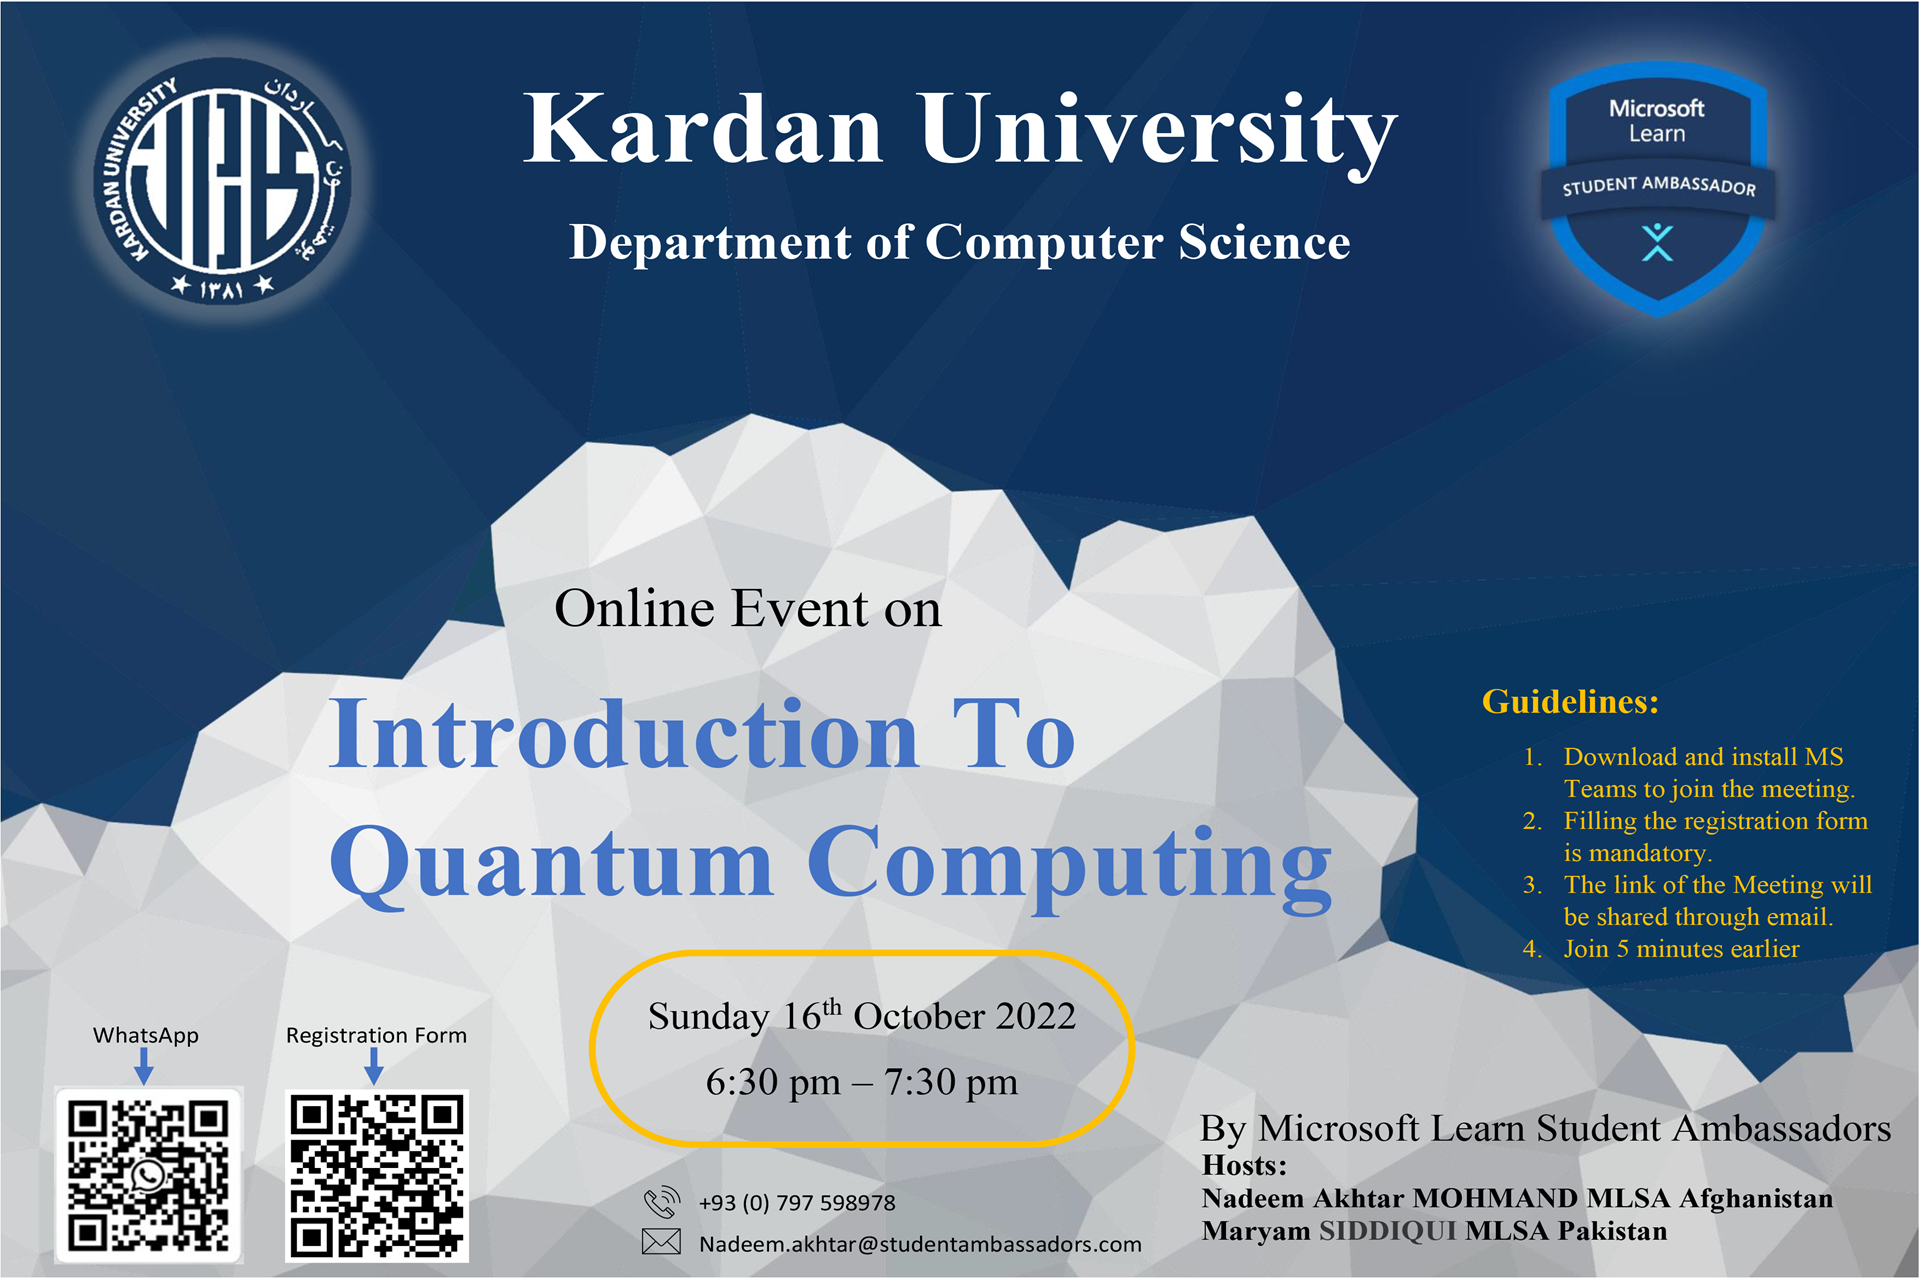 KARDAN UNIVERSITY
پوهنتون کاردان
١٣٨١
Kardan University
Department of Computer Science
Microsoft
Learn
STUDENT AMBASSADOR
Online Event on
Introduction To
Quantum Computing
Sunday 16th October 2022
6:30 pm – 7:30 pm
Guidelines:
1. Download and install MS
Teams to join the meeting.
2. Filling the registration form
is mandatory.
3. The link of the Meeting will
be shared through email.
4. Join 5 minutes earlier
WhatsApp
Registration Form
+93 (0) 797 598978
Nadeem.akhtar@studentambassadors.com
By Microsoft Learn Student Ambassadors
Hosts:
Nadeem Akhtar MOHMAND MLSA Afghanistan
Maryam SIDDIQUI MLSA Pakistan